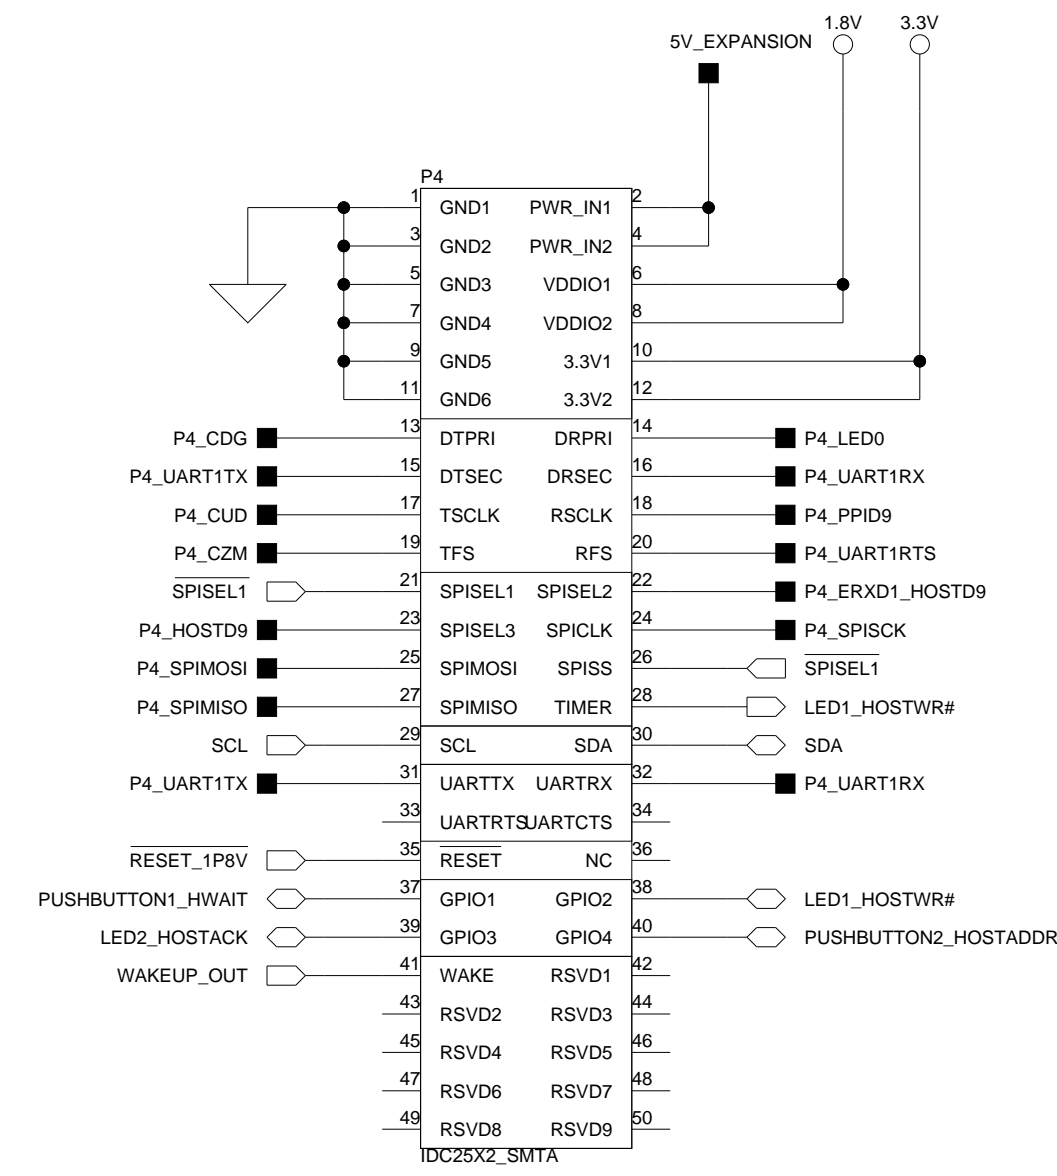 1.8V 3.3V
5V_EXPANSION
P4
1 GND1 PWR_IN1 2
3 GND2 PWR_IN2 4
5 GND3 VDDIO1 6
7 GND4 VDDIO2 8
9 GND5 3.3V1 10
11 GND6 3.3V2 12
P4_CDG 13 DTPRI DRPRI 14 P4_LED0
P4_UART1TX 15 DTSEC DRSEC 16 P4_UART1RX
P4_CUD 17 TSCLK RSCLK 18 P4_PPID9
P4_CZM 19 TFS RFS 20 P4_UART1RTS
SPISEL1 21 SPISEL1 SPISEL2 22 P4_ERXD1_HOSTD9
P4_HOSTD9 23 SPISEL3 SPICLK 24 P4_SPISCK
P4_SPIMOSI 25 SPIMOSI SPISS 26 SPISEL1
P4_SPIMISO 27 SPIMISO TIMER 28 LED1_HOSTWR#
SCL 29 SCL SDA 30 SDA
P4_UART1TX 31 UARTTX UARTRX 32 P4_UART1RX
33 UARTRTS UARTCTS 34
RESET_1P8V 35 RESET NC 36
PUSHBUTTON1_HWAIT 37 GPIO1 GPIO2 38 LED1_HOSTWR#
LED2_HOSTACK 39 GPIO3 GPIO4 40 PUSHBUTTON2_HOSTADDR
WAKEUP_OUT 41 WAKE RSVD1 42
43 RSVD2 RSVD3 44
45 RSVD4 RSVD5 46
47 RSVD6 RSVD7 48
49 RSVD8 RSVD9 50
IDC25X2_SMTA